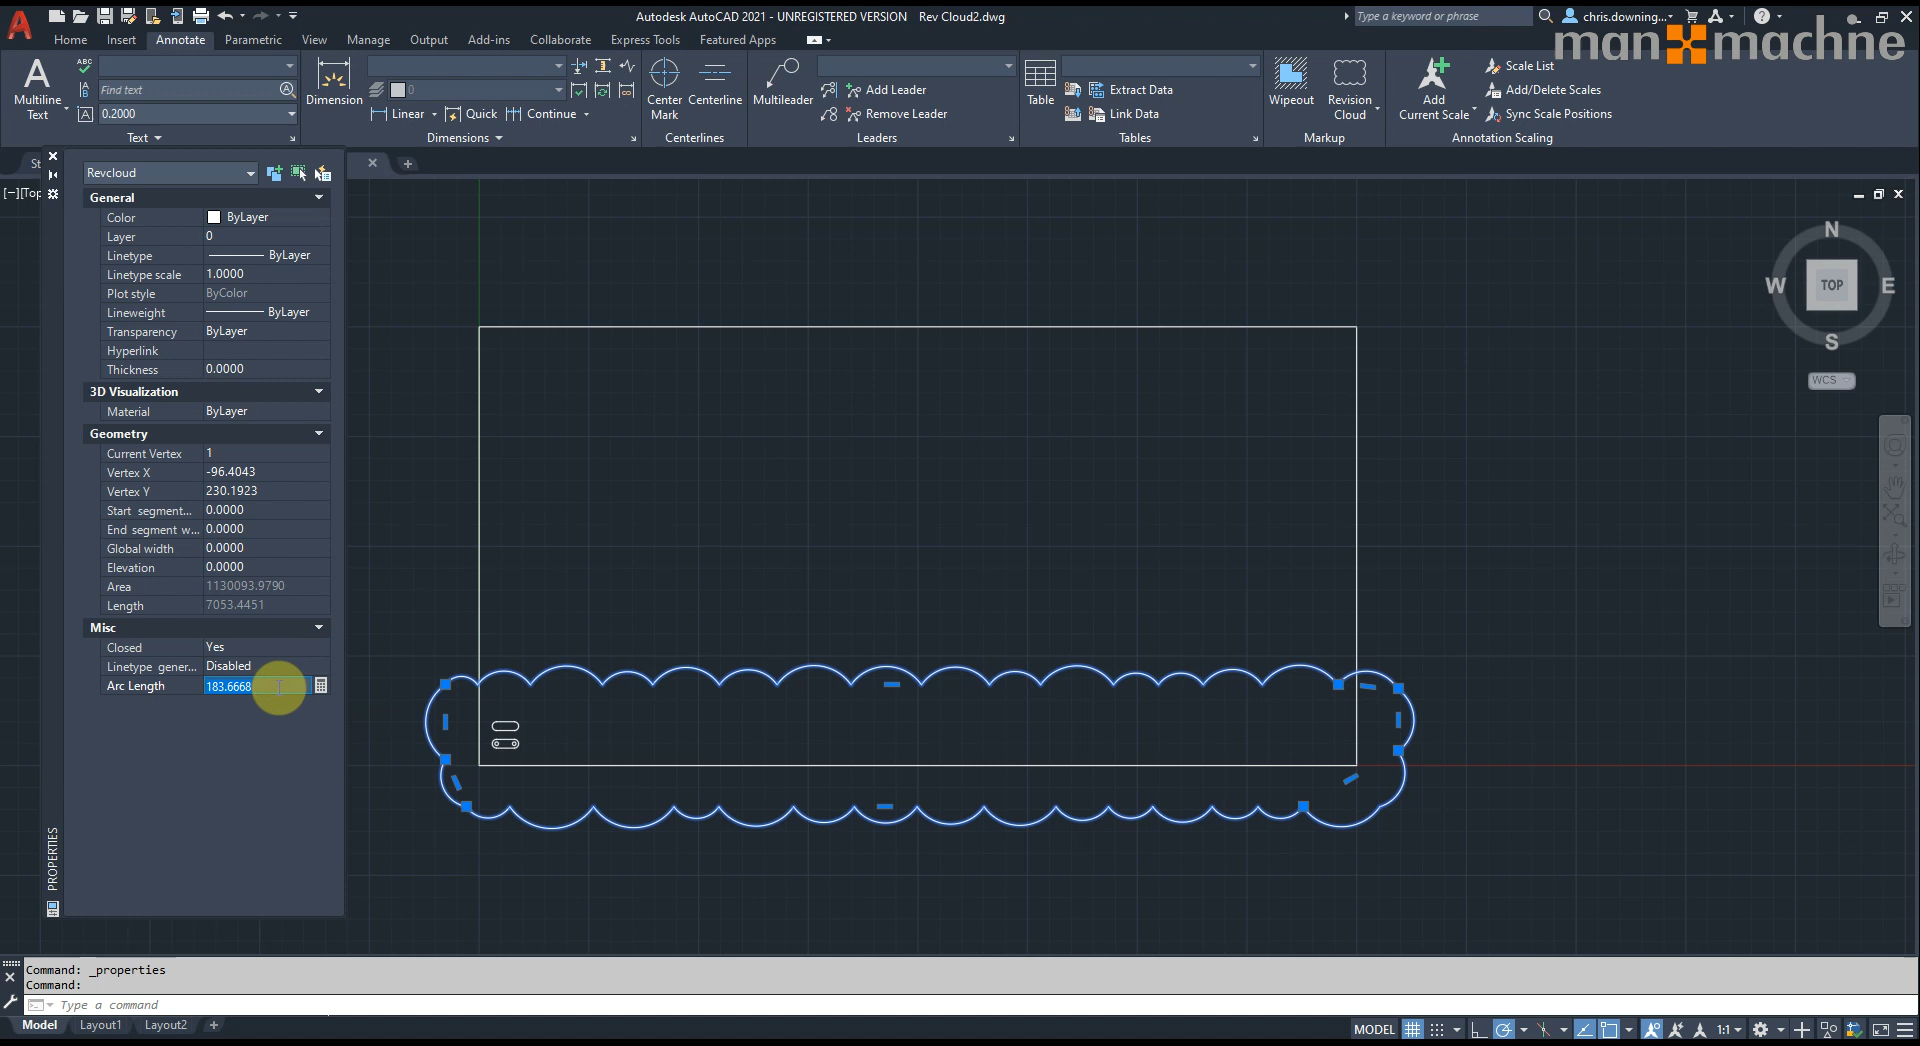 Autodesk AutoCAD 2021 - UNREGISTERED VERSION Rev Cloud2.dwg
Type a keyword or phrase
chris.downing...
man machne
Home Insert Annotate Parametric View Manage Output Add-ins Collaborate Express Tools Featured Apps
A
Multiline Text
ABC
Find text
0.2000
Text
Dimension
0
Linear Quick Continue
Dimensions
Center Mark
Centerline
Centerlines
Multileader
Add Leader
Remove Leader
Leaders
Table
Extract Data
Link Data
Tables
Wipeout
Revision Cloud
Markup
Add Current Scale
Scale List
Add/Delete Scales
Sync Scale Positions
Annotation Scaling
St
[−][Top
Revcloud
General
Color ByLayer
Layer 0
Linetype ByLayer
Linetype scale 1.0000
Plot style ByColor
Lineweight ByLayer
Transparency ByLayer
Hyperlink
Thickness 0.0000
3D Visualization
Material ByLayer
Geometry
Current Vertex 1
Vertex X -96.4043
Vertex Y 230.1923
Start segment... 0.0000
End segment w... 0.0000
Global width 0.0000
Elevation 0.0000
Area 1130093.9790
Length 7053.4451
Misc
Closed Yes
Linetype gener... Disabled
Arc Length 183.6668
PROPERTIES
N
W TOP E
S
WCS
Command: _properties
Command:
Type a command
Model Layout1 Layout2 +
MODEL
1:1